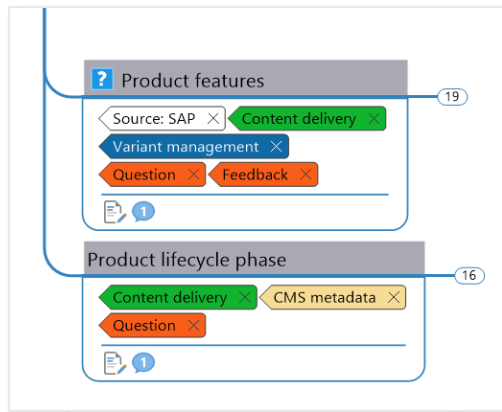 ? Product features
19
Source: SAP × Content delivery ×
Variant management ×
Question × Feedback ×
1
Product lifecycle phase
16
Content delivery × CMS metadata ×
Question ×
1